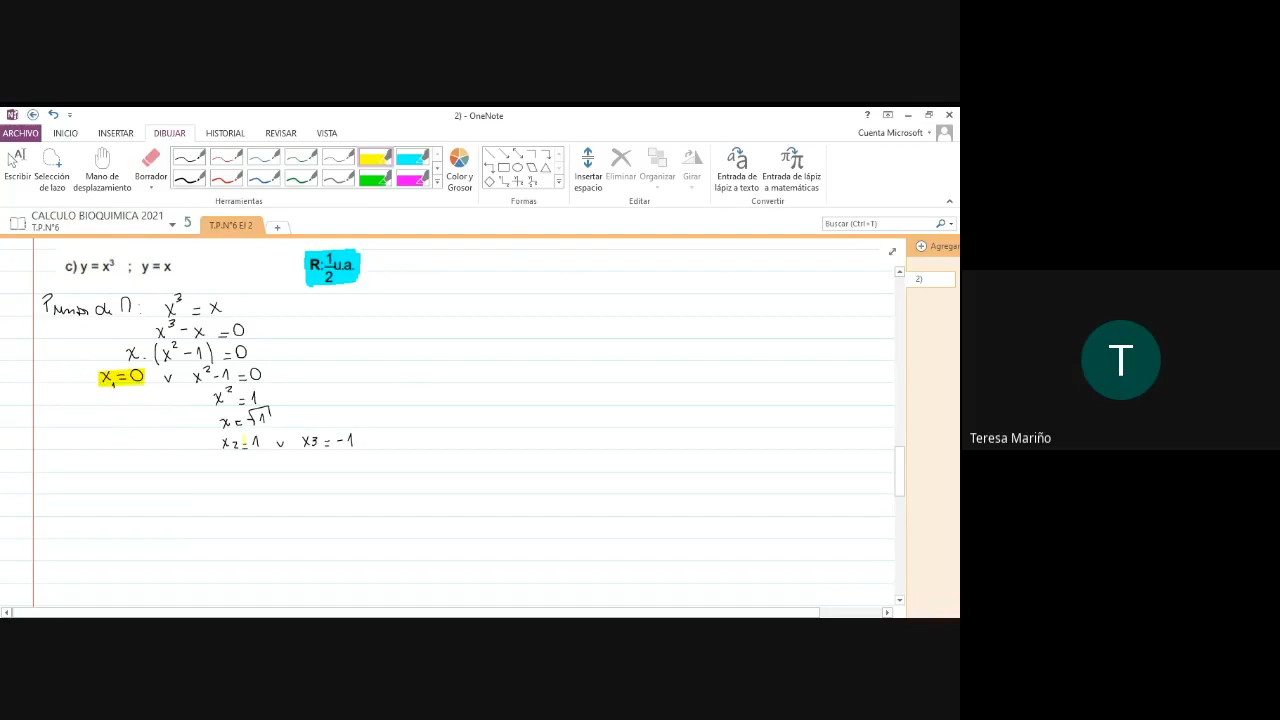 2) - OneNote
?
ARCHIVO INICIO INSERTAR DIBUJAR HISTORIAL REVISAR VISTA
Cuenta Microsoft
Escribir
Selección de lazo
Mano de desplazamiento
Borrador
Color y Grosor
Insertar espacio
Eliminar
Organizar
Girar
Entrada de lápiz a texto
Entrada de lápiz a matemáticas
Herramientas
Formas
Editar
Convertir
CALCULO BIOQUIMICA 2021
T.P.N°6
T.P.N°6 EJ 2
Buscar (Ctrl+T)
Agregar
2)
c) y = x³ ; y = x
R: 1/2 u.a.
x³ = x
x³ - x = 0
x . (x² - 1) = 0
x₁ = 0 v x² - 1 = 0
x² = 1
x = √1
x₂ = 1 v x₃ = -1
T
Teresa Mariño